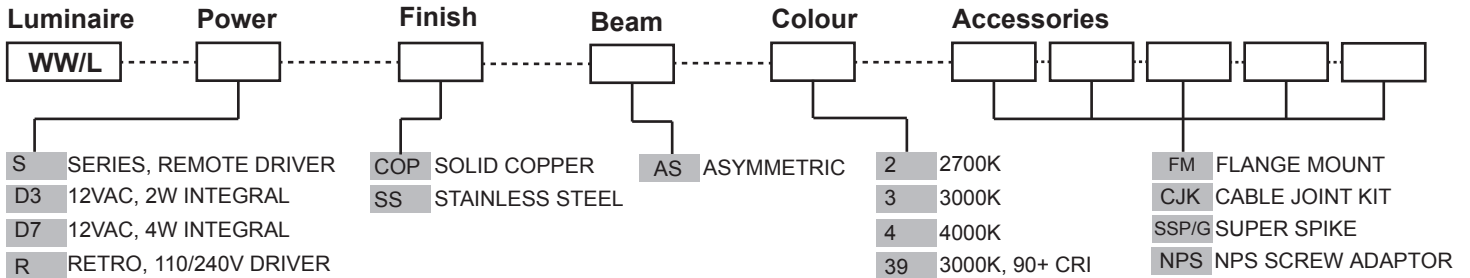 Luminaire Power Finish Beam Colour Accessories
WW/L
S SERIES, REMOTE DRIVER COP SOLID COPPER AS ASYMMETRIC 2 2700K FM FLANGE MOUNT
D3 12VAC, 2W INTEGRAL SS STAINLESS STEEL 3 3000K CJK CABLE JOINT KIT
D7 12VAC, 4W INTEGRAL 4 4000K SSP/G SUPER SPIKE
R RETRO, 110/240V DRIVER 39 3000K, 90+ CRI NPS NPS SCREW ADAPTOR